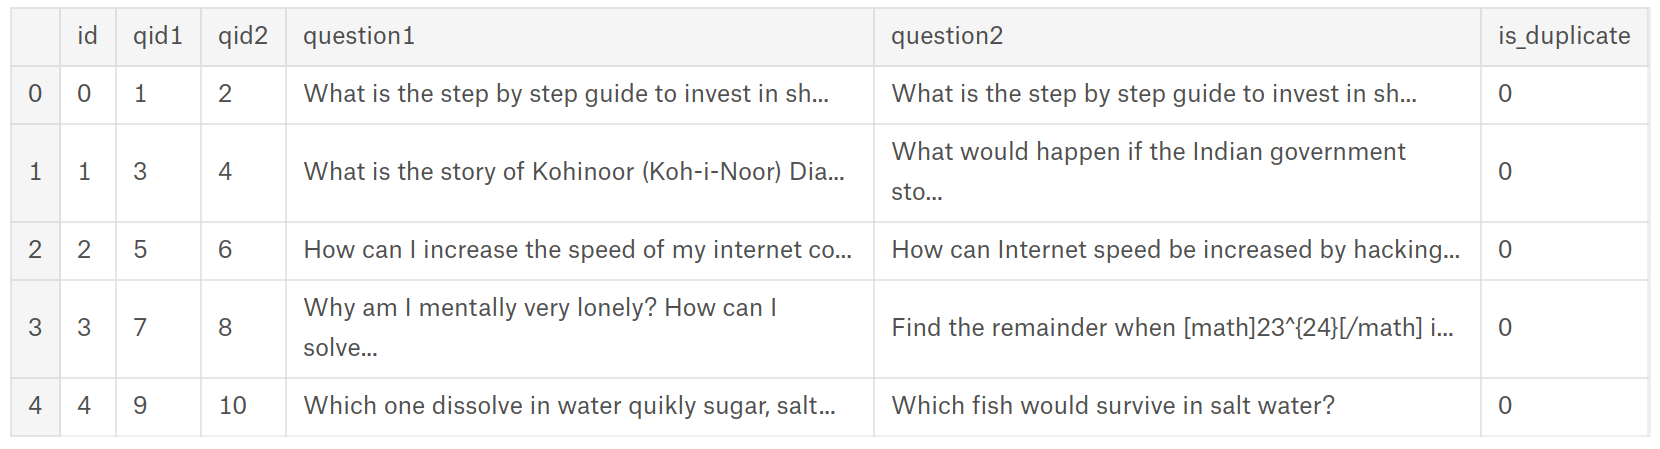 id qid1 qid2 question1 question2 is_duplicate
0 0 1 2 What is the step by step guide to invest in sh... What is the step by step guide to invest in sh... 0
1 1 3 4 What is the story of Kohinoor (Koh-i-Noor) Dia... What would happen if the Indian government
sto... 0
2 2 5 6 How can I increase the speed of my internet co... How can Internet speed be increased by hacking... 0
3 3 7 8 Why am I mentally very lonely? How can I
solve... Find the remainder when [math]23^{24}[/math] i... 0
4 4 9 10 Which one dissolve in water quikly sugar, salt... Which fish would survive in salt water? 0